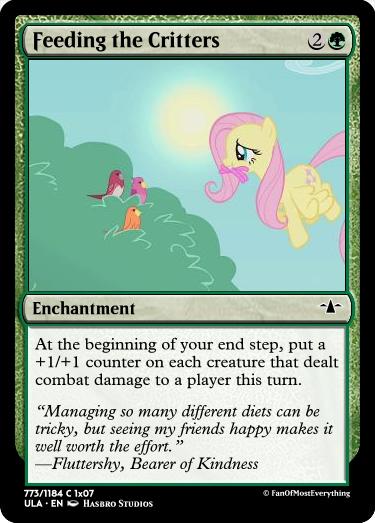 Feeding the Critters 2
Enchantment
At the beginning of your end step, put a
+1/+1 counter on each creature that dealt
combat damage to a player this turn.
“Managing so many different diets can be
tricky, but seeing my friends happy makes it
well worth the effort.”
—Fluttershy, Bearer of Kindness
773/1184 C 1x07
ULA • EN Hasbro Studios
© FanOfMostEverything